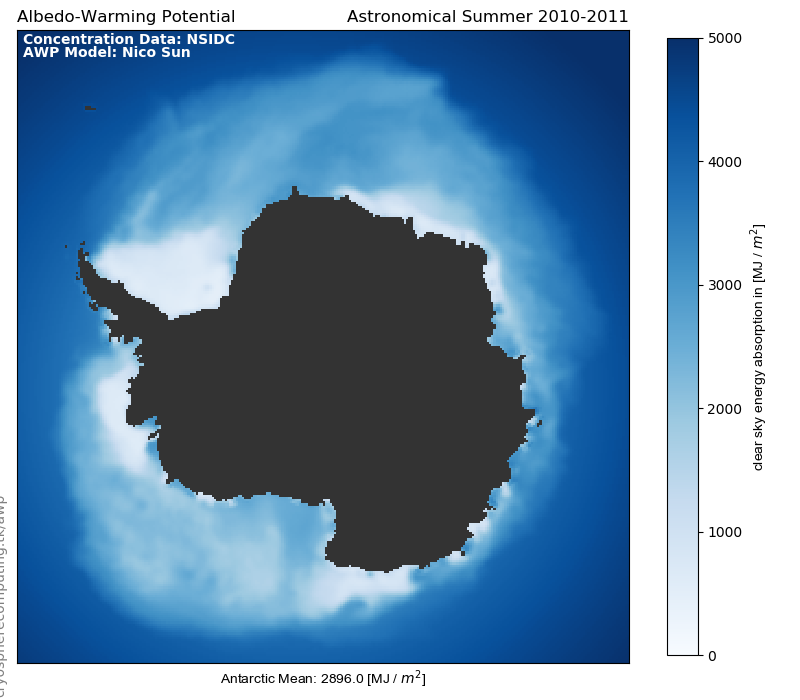 Albedo-Warming Potential
Astronomical Summer 2010-2011
Concentration Data: NSIDC
AWP Model: Nico Sun
5000
4000
3000
2000
1000
0
clear sky energy absorption in [MJ / m²]
ryospherecomputing.tk/awp
Antarctic Mean: 2896.0 [MJ / m²]